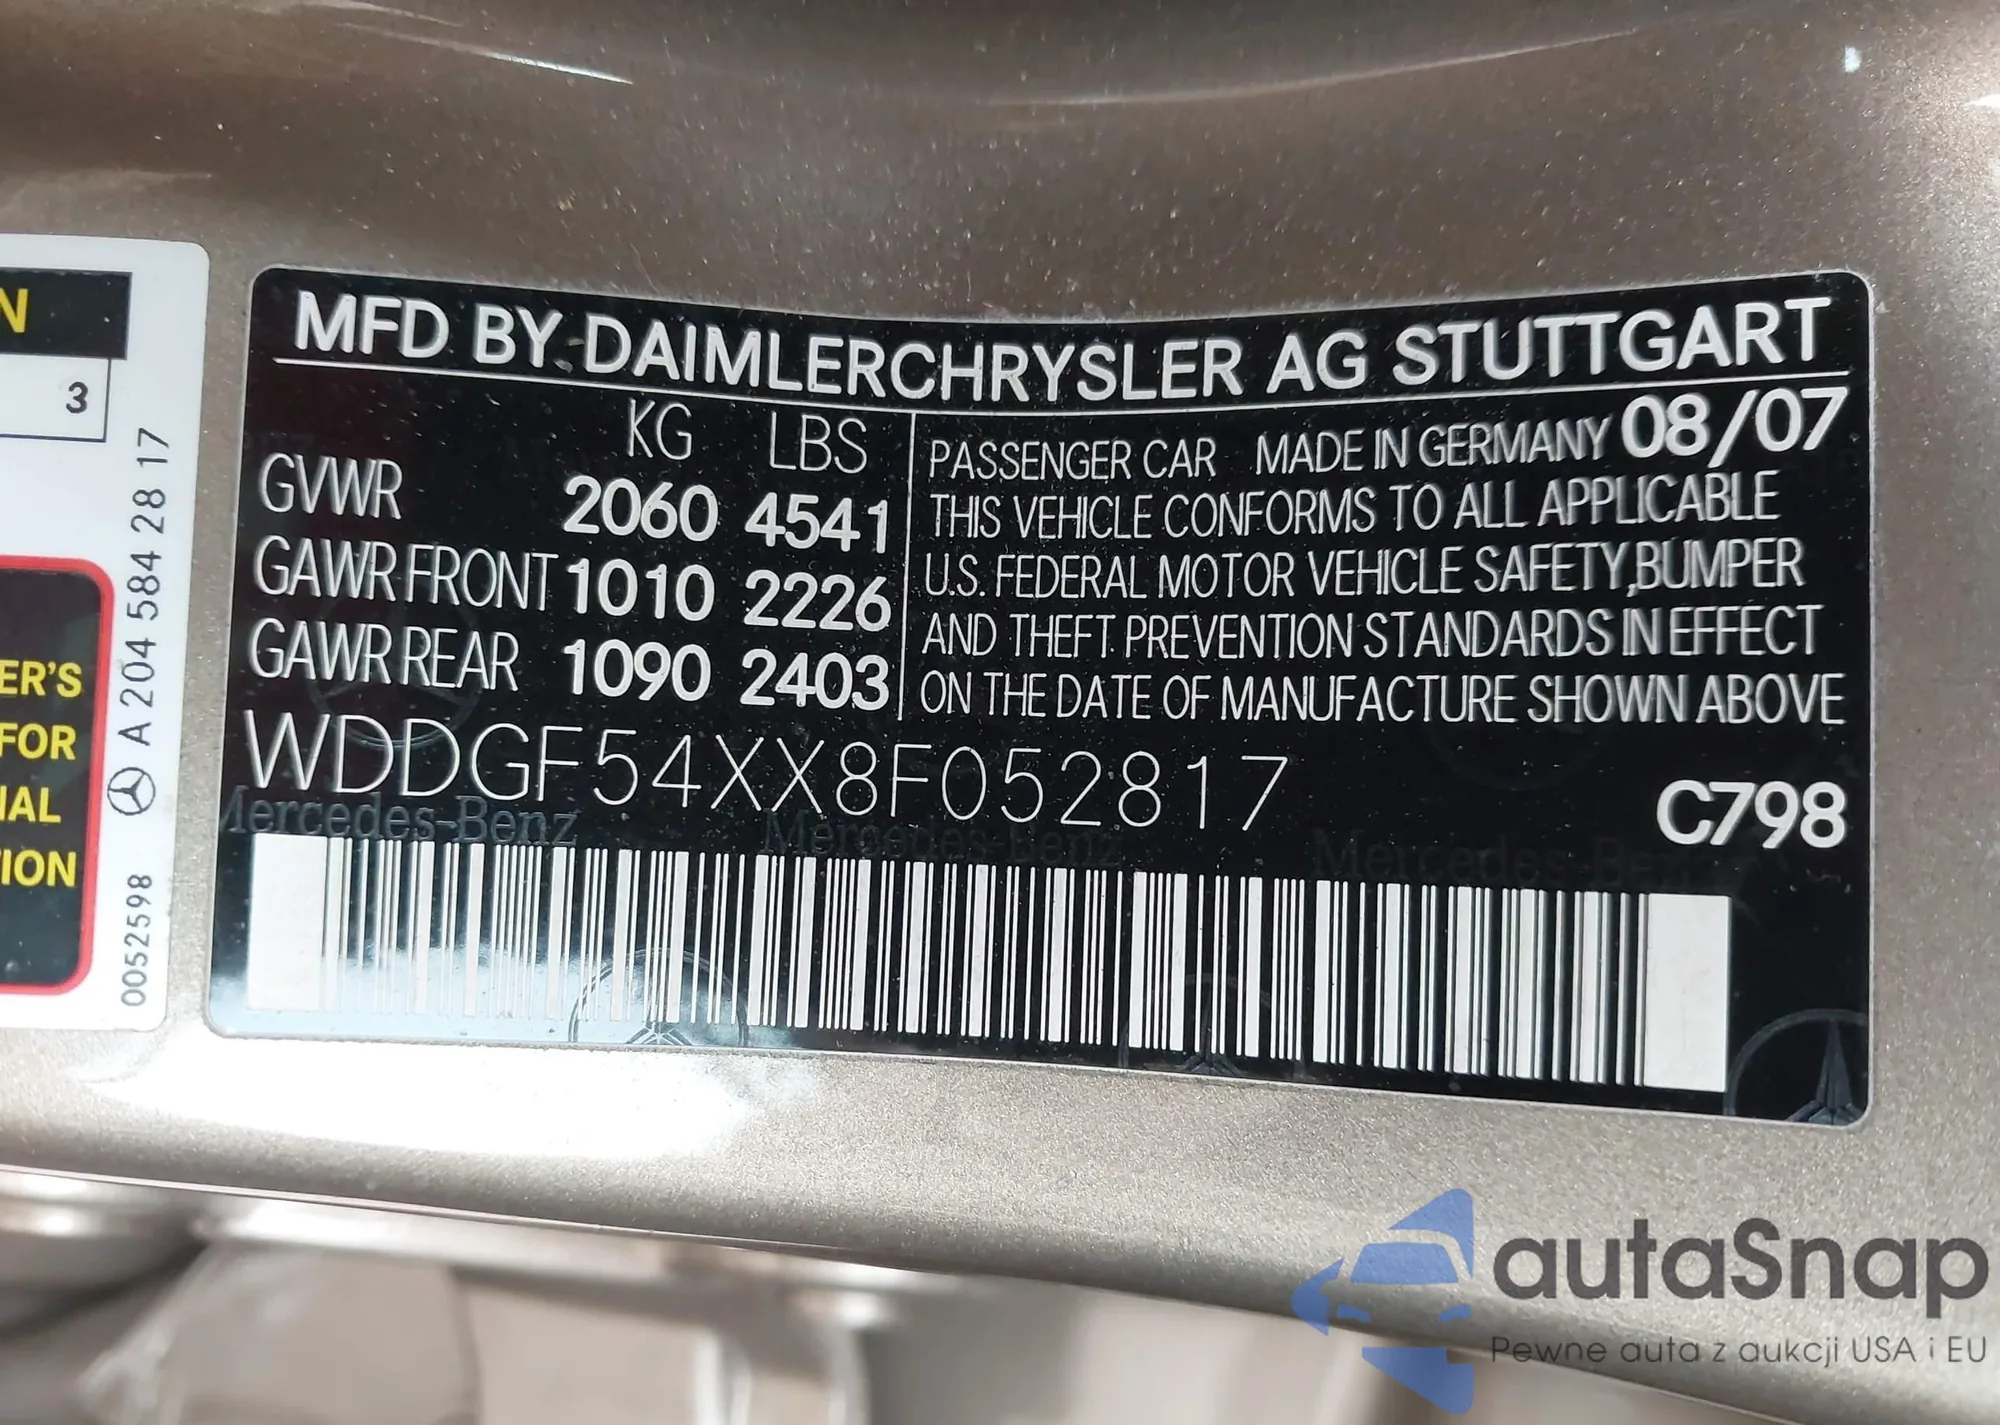 N
3
A 204 584 28 17
ER'S
FOR
IAL
ION
0052598
MFD BY DAIMLERCHRYSLER AG STUTTGART
KG LBS
GVWR 2060 4541
GAWR FRONT 1010 2226
GAWR REAR 1090 2403
PASSENGER CAR MADE IN GERMANY 08/07
THIS VEHICLE CONFORMS TO ALL APPLICABLE
U.S. FEDERAL MOTOR VEHICLE SAFETY,BUMPER
AND THEFT PREVENTION STANDARDS IN EFFECT
ON THE DATE OF MANUFACTURE SHOWN ABOVE
WDDGF54XX8F052817
C798
Mercedes-Benz Mercedes-Benz Mercedes-Benz
autaSnap
Pewne auta z aukcji USA i EU